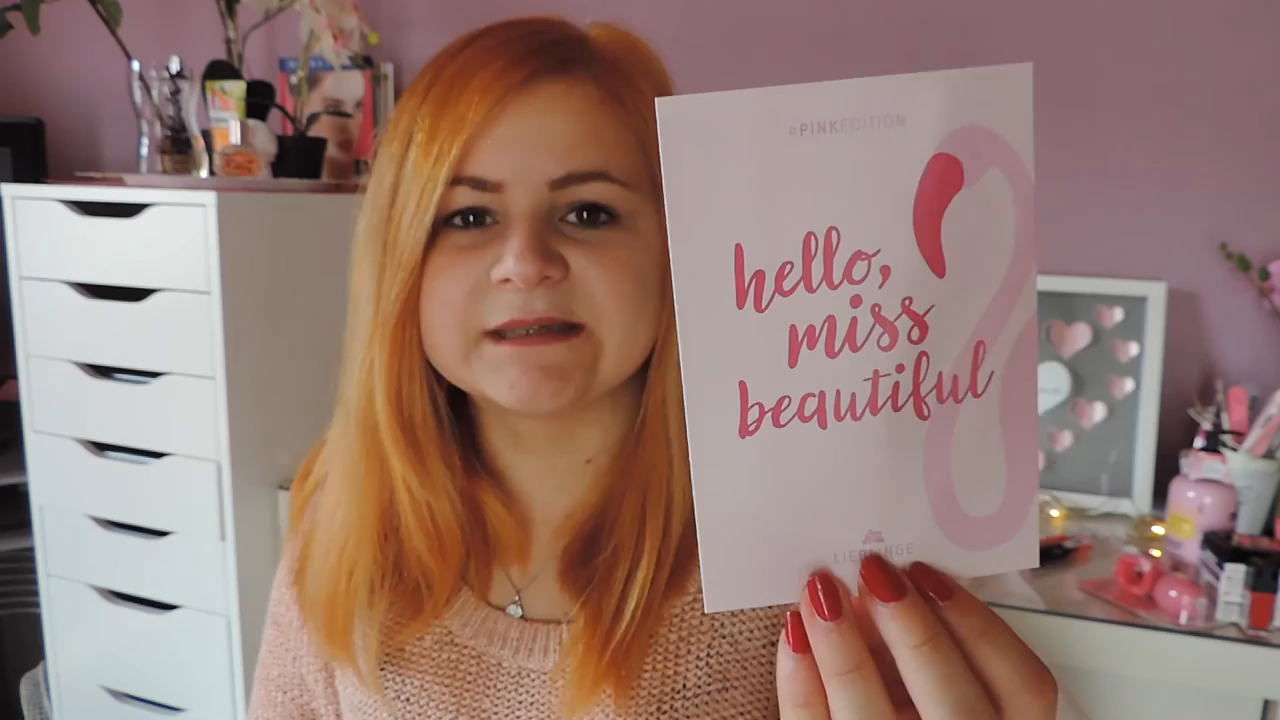 #PINKEDITION
hello,
miss
beautiful
LIEBLINGE